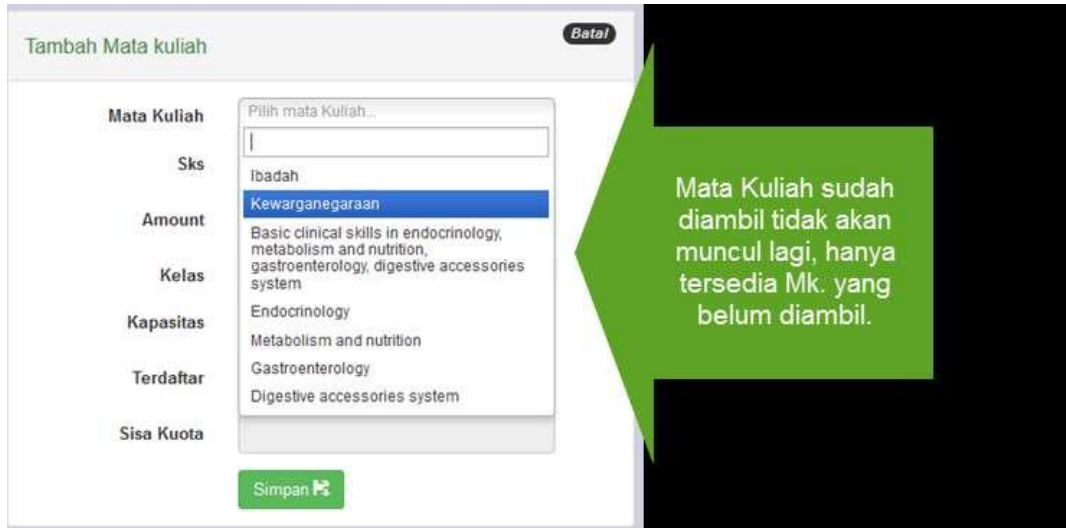 Tambah Mata kuliah
Batal
Mata Kuliah
Pilih mata Kuliah...
Sks
Ibadah
Kewarganegaraan
Amount
Basic clinical skills in endocrinology,
metabolism and nutrition,
gastroenterology, digestive accessories
system
Kelas
Endocrinology
Kapasitas
Metabolism and nutrition
Gastroenterology
Terdaftar
Digestive accessories system
Sisa Kuota
Simpan
Mata Kuliah sudah
diambil tidak akan
muncul lagi, hanya
tersedia Mk. yang
belum diambil.